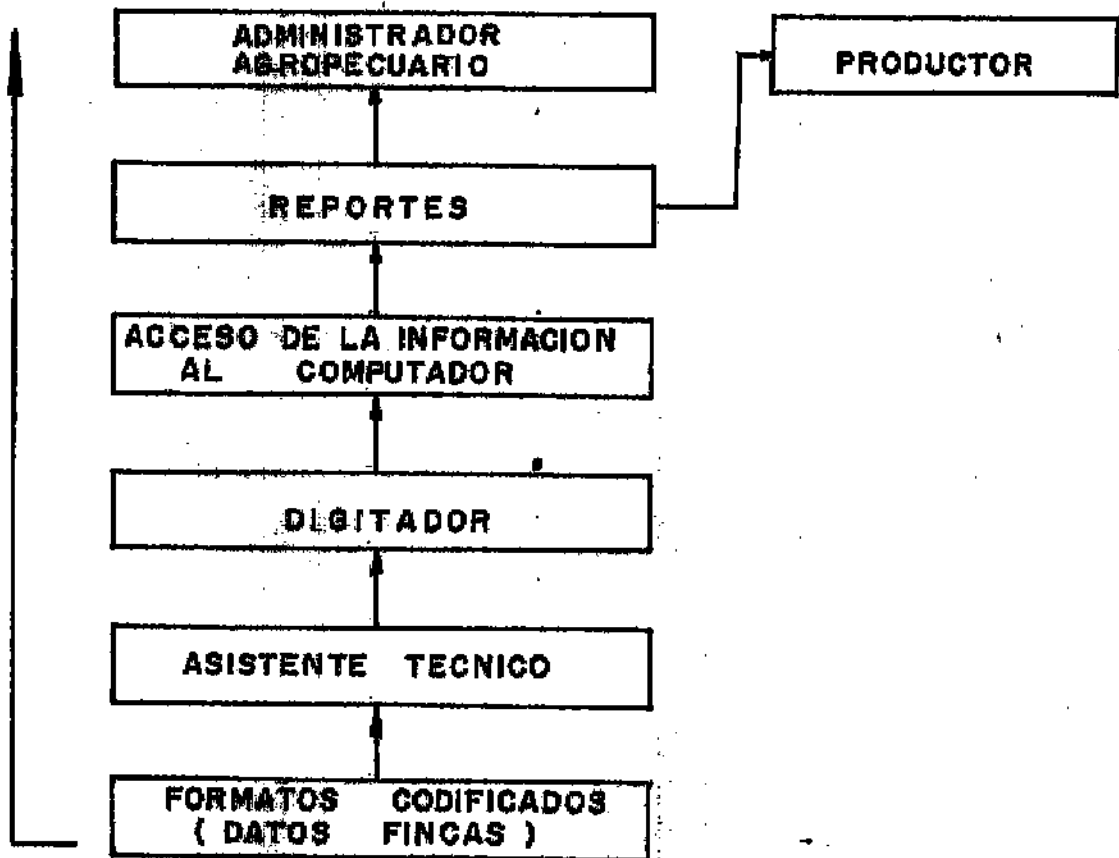 ADMINISTRADOR
AGROPECUARIO
PRODUCTOR
REPORTES
ACCESO DE LA INFORMACION
AL COMPUTADOR
DIGITADOR
ASISTENTE TECNICO
FORMATOS CODIFICADOS
( DATOS FINCAS )